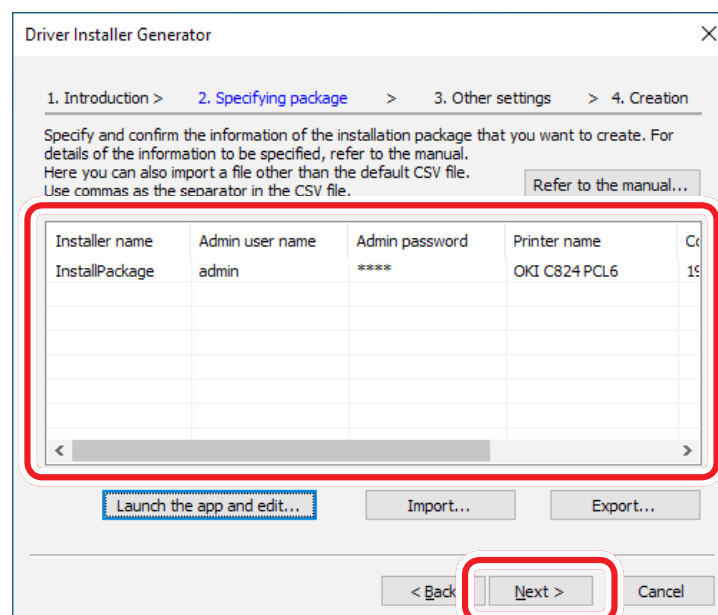 Driver Installer Generator
1. Introduction > 2. Specifying package > 3. Other settings > 4. Creation
Specify and confirm the information of the installation package that you want to create. For
details of the information to be specified, refer to the manual.
Here you can also import a file other than the default CSV file.
Use commas as the separator in the CSV file.
Refer to the manual...
Installer name Admin user name Admin password Printer name
InstallPackage admin **** OKI C824 PCL6 19
Launch the app and edit... Import... Export...
< Back Next > Cancel